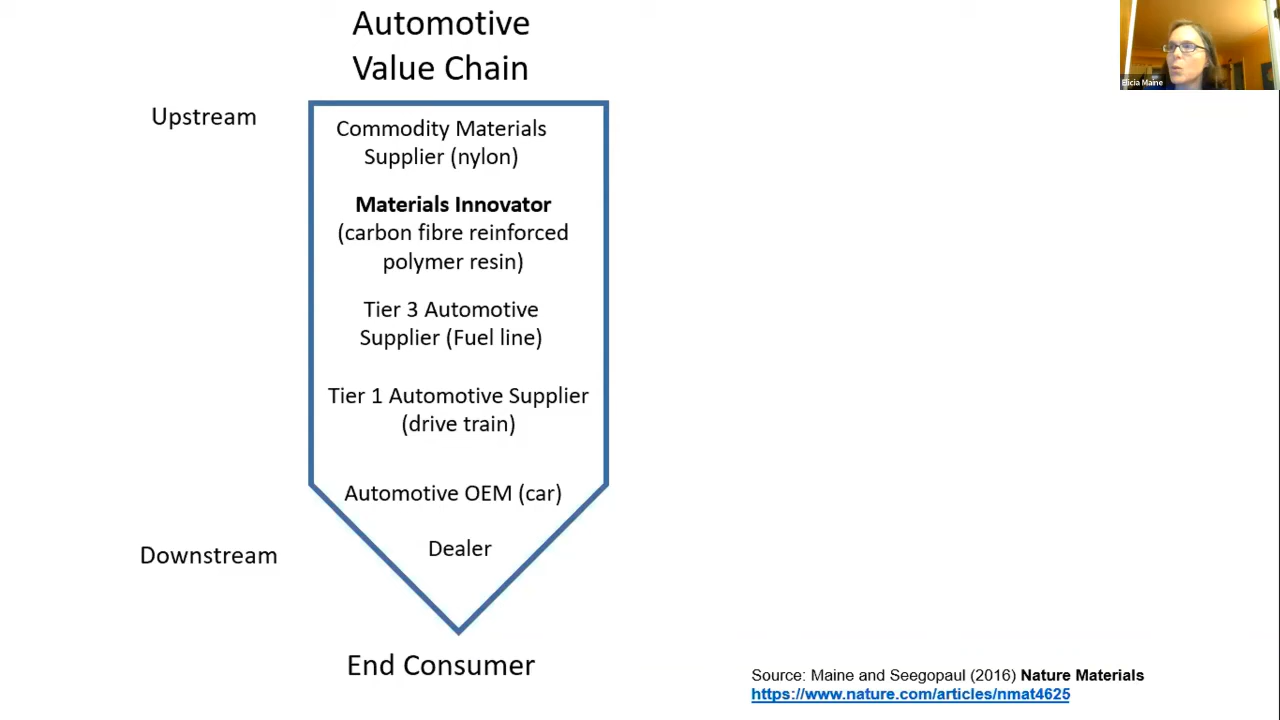 Automotive
Value Chain
Upstream
Commodity Materials
Supplier (nylon)
Materials Innovator
(carbon fibre reinforced
polymer resin)
Tier 3 Automotive
Supplier (Fuel line)
Tier 1 Automotive Supplier
(drive train)
Automotive OEM (car)
Dealer
Downstream
End Consumer
Source: Maine and Seegopaul (2016) Nature Materials
https://www.nature.com/articles/nmat4625
Elicia Maine